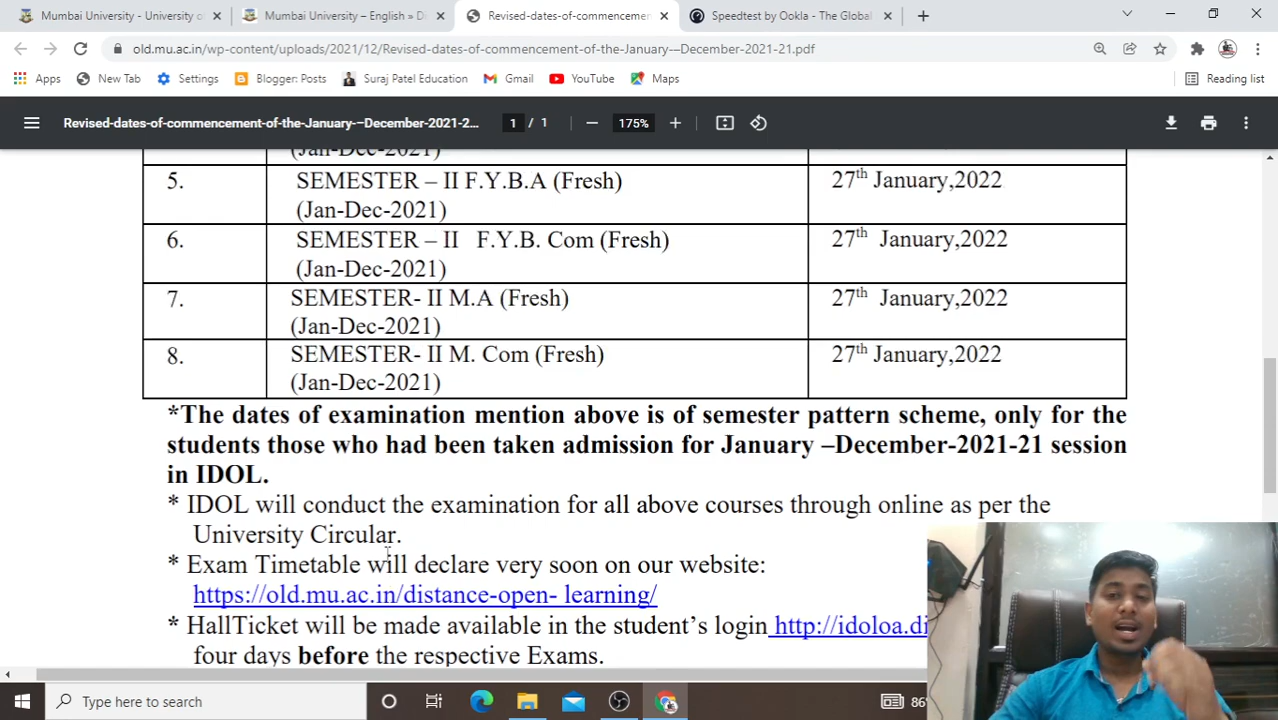 Mumbai University - University o
Mumbai University – English » Di
Revised-dates-of-commencemen
Speedtest by Ookla - The Global
old.mu.ac.in/wp-content/uploads/2021/12/Revised-dates-of-commencement-of-the-January-–December-2021-21.pdf
Apps
New Tab
Settings
Blogger: Posts
Suraj Patel Education
Gmail
YouTube
Maps
Reading list
Revised-dates-of-commencement-of-the-January-–December-2021-2...
1 / 1
175%
(Jan-Dec-2021)
5. SEMESTER – II F.Y.B.A (Fresh) 27th January,2022
(Jan-Dec-2021)
6. SEMESTER – II F.Y.B. Com (Fresh) 27th January,2022
(Jan-Dec-2021)
7. SEMESTER- II M.A (Fresh) 27th January,2022
(Jan-Dec-2021)
8. SEMESTER- II M. Com (Fresh) 27th January,2022
(Jan-Dec-2021)
*The dates of examination mention above is of semester pattern scheme, only for the
students those who had been taken admission for January –December-2021-21 session
in IDOL.
* IDOL will conduct the examination for all above courses through online as per the
University Circular.
* Exam Timetable will declare very soon on our website:
https://old.mu.ac.in/distance-open- learning/
* HallTicket will be made available in the student's login http://idoloa.di
four days before the respective Exams.
Type here to search
86